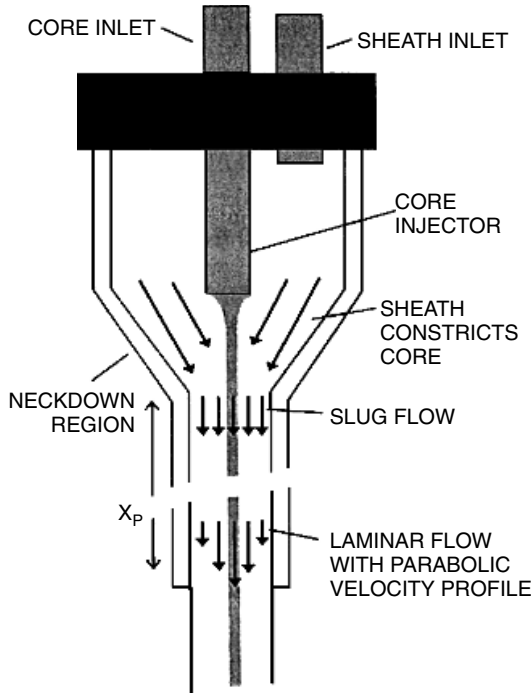 CORE INLET
SHEATH INLET
CORE
INJECTOR
SHEATH
CONSTRICTS
CORE
NECKDOWN
REGION
SLUG FLOW
XP
LAMINAR FLOW
WITH PARABOLIC
VELOCITY PROFILE